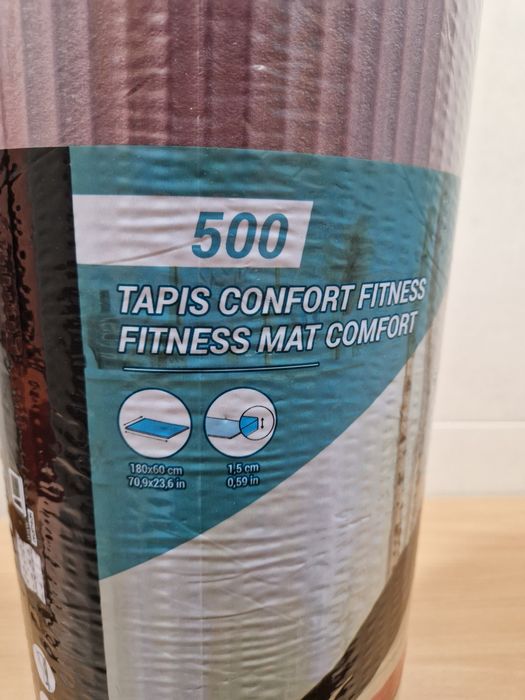 500
TAPIS CONFORT FITNESS
FITNESS MAT COMFORT
180x60 cm
70,9x23,6 in
1,5 cm
0,59 in